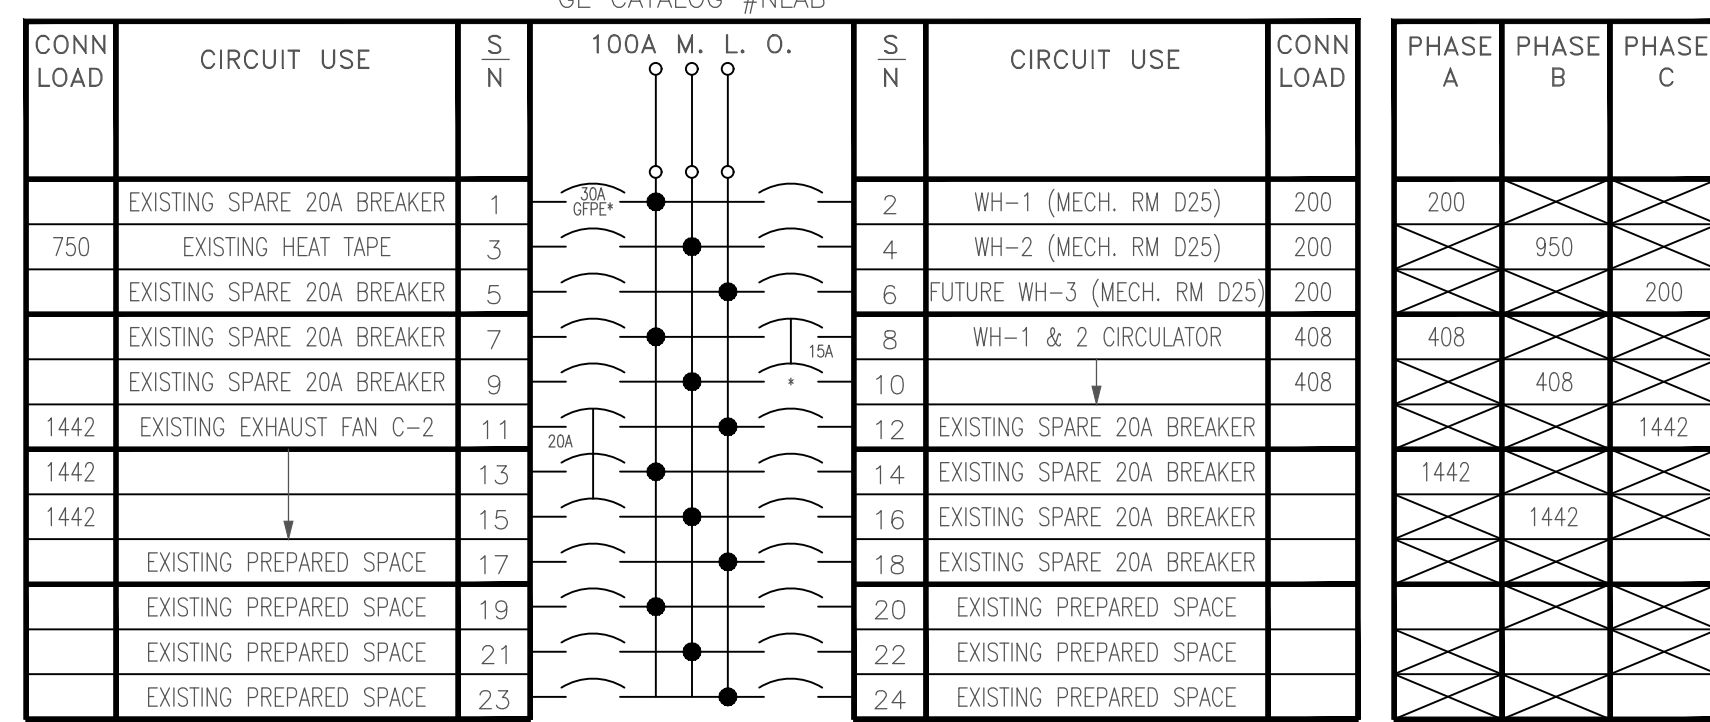 GE CATALOG #NLAB
CONN LOAD CIRCUIT USE S/N 100A M. L. O. S/N CIRCUIT USE CONN LOAD PHASE A PHASE B PHASE C
EXISTING SPARE 20A BREAKER 1 30A GFPE* 2 WH-1 (MECH. RM D25) 200 200
750 EXISTING HEAT TAPE 3 4 WH-2 (MECH. RM D25) 200 950
EXISTING SPARE 20A BREAKER 5 6 FUTURE WH-3 (MECH. RM D25) 200 200
EXISTING SPARE 20A BREAKER 7 15A 8 WH-1 & 2 CIRCULATOR 408 408
EXISTING SPARE 20A BREAKER 9 * 10 408 408
1442 EXISTING EXHAUST FAN C-2 11 20A 12 EXISTING SPARE 20A BREAKER 1442
1442 13 14 EXISTING SPARE 20A BREAKER 1442
1442 15 16 EXISTING SPARE 20A BREAKER 1442
EXISTING PREPARED SPACE 17 18 EXISTING SPARE 20A BREAKER
EXISTING PREPARED SPACE 19 20 EXISTING PREPARED SPACE
EXISTING PREPARED SPACE 21 22 EXISTING PREPARED SPACE
EXISTING PREPARED SPACE 23 24 EXISTING PREPARED SPACE